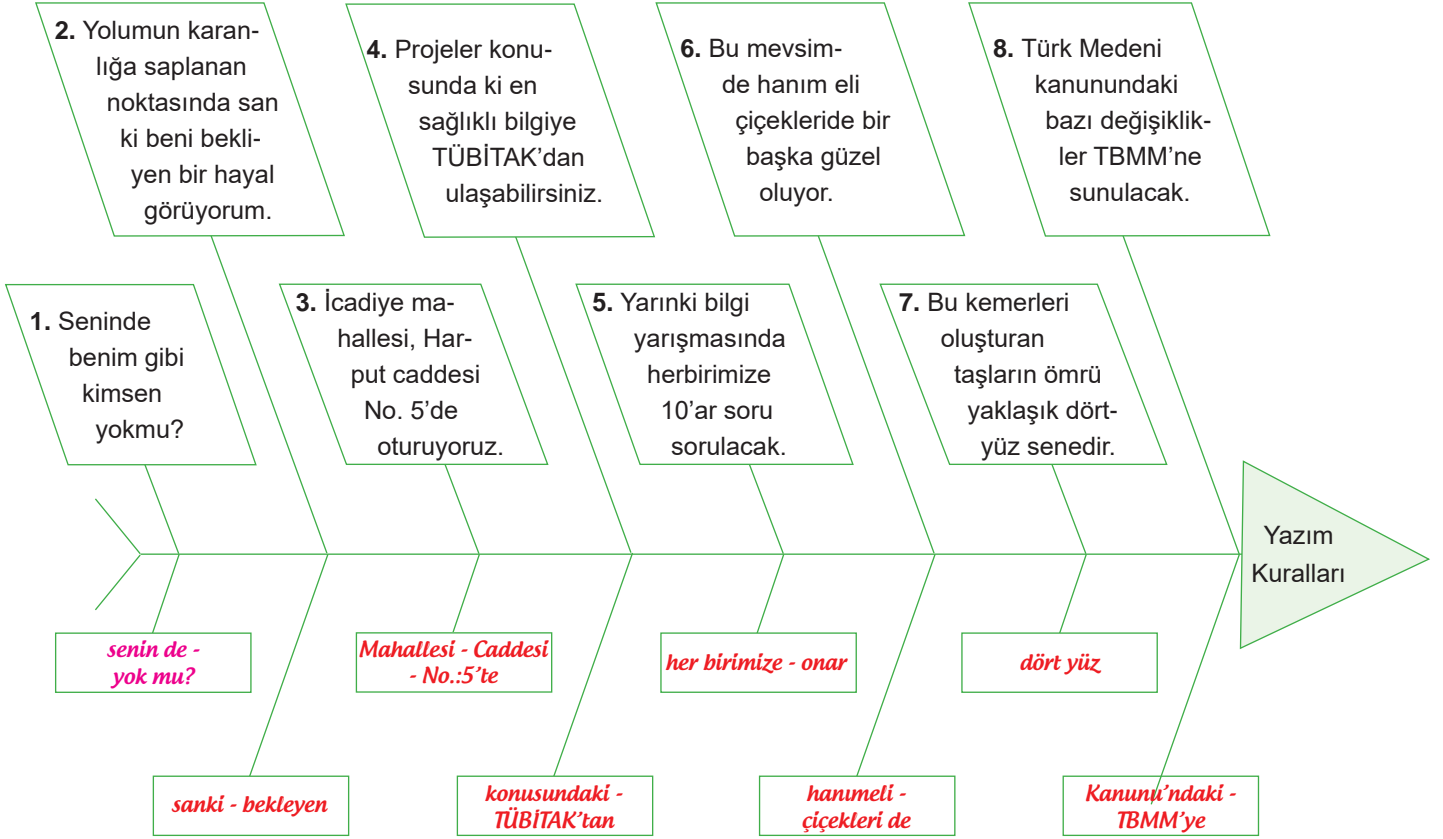 2. Yolumun karan-
lığa saplanan
noktasında san
ki beni bekli-
yen bir hayal
görüyorum.
4. Projeler konu-
sunda ki en
sağlıklı bilgiye
TÜBİTAK’dan
ulaşabilirsiniz.
6. Bu mevsim-
de hanım eli
çiçekleride bir
başka güzel
oluyor.
8. Türk Medeni
kanunundaki
bazı değişiklik-
ler TBMM’ne
sunulacak.
1. Seninde
benim gibi
kimsen
yokmu?
3. İcadiye ma-
hallesi, Har-
put caddesi
No. 5’de
oturuyoruz.
5. Yarınki bilgi
yarışmasında
herbirimize
10’ar soru
sorulacak.
7. Bu kemerleri
oluşturan
taşların ömrü
yaklaşık dört-
yüz senedir.
Yazım
Kuralları
senin de -
yok mu?
Mahallesi - Caddesi
- No.:5’te
her birimize - onar
dört yüz
sanki - bekleyen
konusundaki -
TÜBİTAK’tan
hanımeli -
çiçekleri de
Kanunu’ndaki -
TBMM’ye